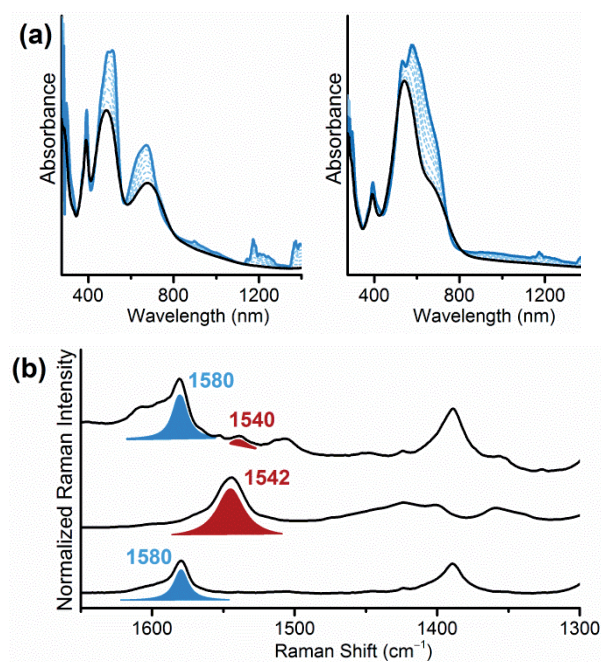 (a)
Absorbance
400 800 1200
Wavelength (nm)
Absorbance
400 800 1200
Wavelength (nm)
(b)
Normalized Raman Intensity
1580
1540
1542
1580
1600 1500 1400 1300
Raman Shift (cm⁻¹)